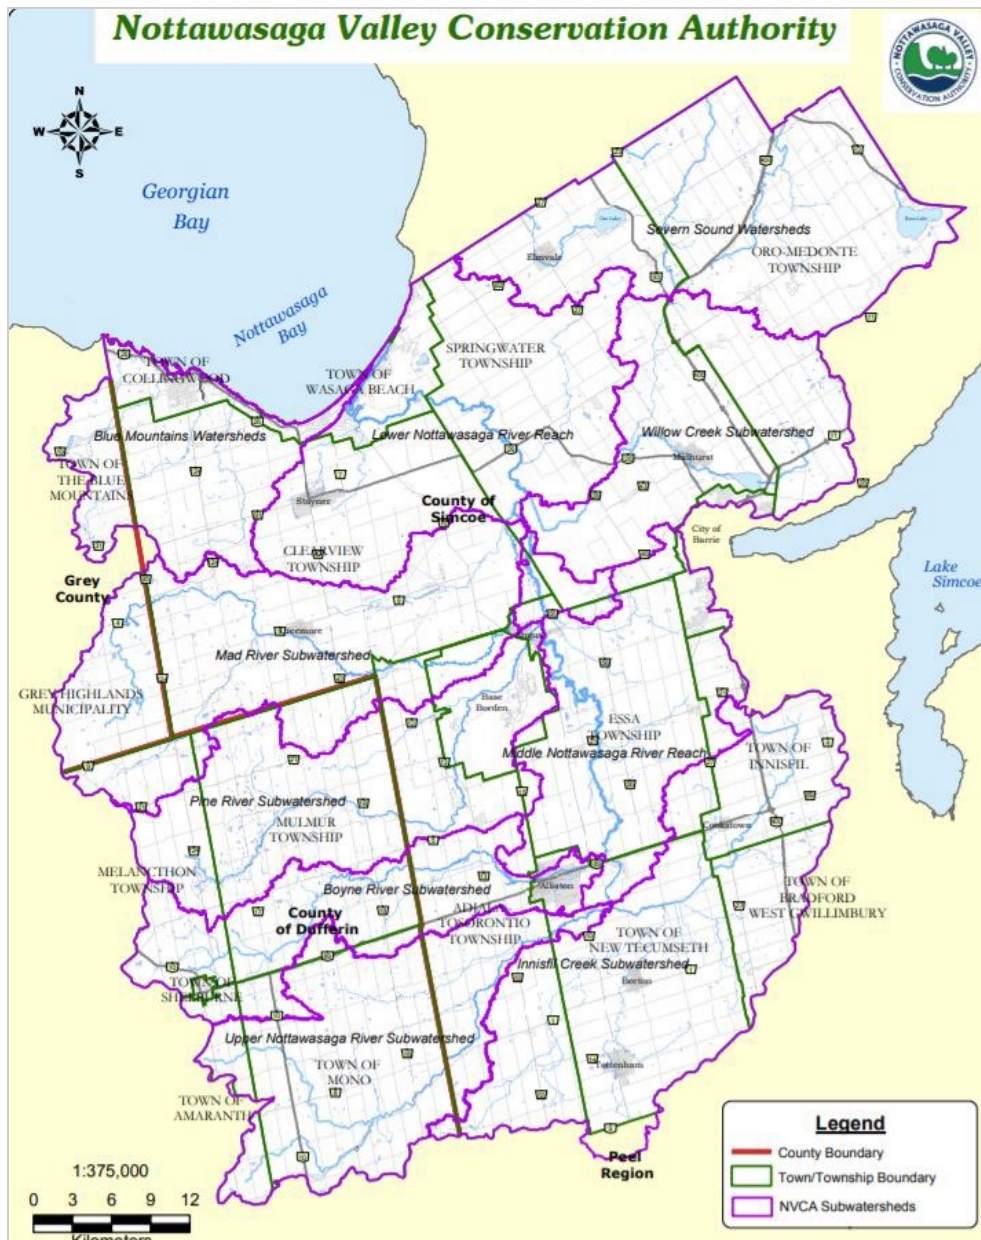 Nottawasaga Valley Conservation Authority
NOTTAWASAGA VALLEY
CONSERVATION AUTHORITY
N
W E
S
Georgian
Bay
Nottawasaga
Bay
Severn Sound Watersheds
ORO-MEDONTE
TOWNSHIP
Elmvale
SPRINGWATER
TOWNSHIP
TOWN OF
COLLINGWOOD
TOWN OF
WASAGA BEACH
Blue Mountains Watersheds
Lower Nottawasaga River Reach
Willow Creek Subwatershed
Midhurst
TOWN OF
THE BLUE
MOUNTAINS
Stayner
County of
Simcoe
City of
Barrie
CLEARVIEW
TOWNSHIP
Lake
Simcoe
Grey
County
Creemore
Angus
Mad River Subwatershed
GREY HIGHLANDS
MUNICIPALITY
Base
Borden
ESSA
TOWNSHIP
Middle Nottawasaga River Reach
TOWN OF
INNISFIL
Pine River Subwatershed
MULMUR
TOWNSHIP
Cookstown
MELANCTHON
TOWNSHIP
Boyne River Subwatershed
Alliston
TOWN OF
BRADFORD
WEST GWILLIMBURY
County
of Dufferin
ADJALA
TOSORONTIO
TOWNSHIP
TOWN OF
NEW TECUMSETH
Innisfil Creek Subwatershed
Beeton
TOWN OF
SHELBURNE
Upper Nottawasaga River Subwatershed
TOWN OF
MONO
Tottenham
TOWN OF
AMARANTH
Peel
Region
Legend
County Boundary
Town/Township Boundary
NVCA Subwatersheds
1:375,000
0 3 6 9 12
Kilometers